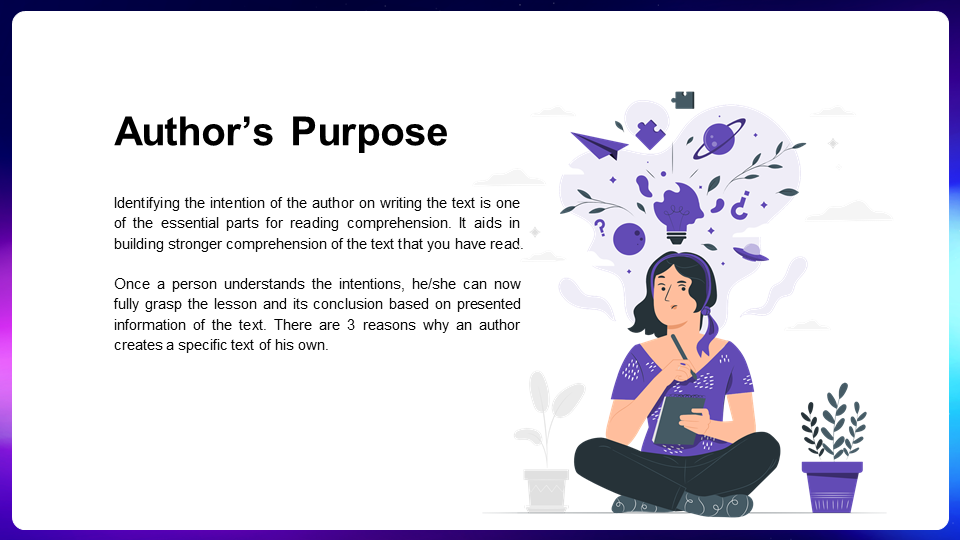 Author’s Purpose
Identifying the intention of the author on writing the text is one
of the essential parts for reading comprehension. It aids in
building stronger comprehension of the text that you have read.
Once a person understands the intentions, he/she can now
fully grasp the lesson and its conclusion based on presented
information of the text. There are 3 reasons why an author
creates a specific text of his own.